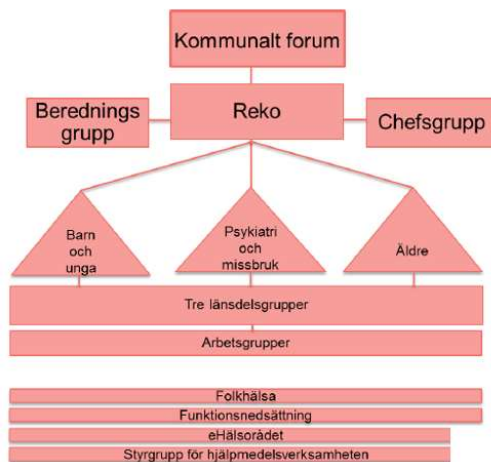 Kommunalt forum
Berednings
grupp
Reko
Chefsgrupp
Barn
och
unga
Psykiatri
och
missbruk
Äldre
Tre länsdelsgrupper
Arbetsgrupper
Folkhälsa
Funktionsnedsättning
eHälsorådet
Styrgrupp för hjälpmedelsverksamheten